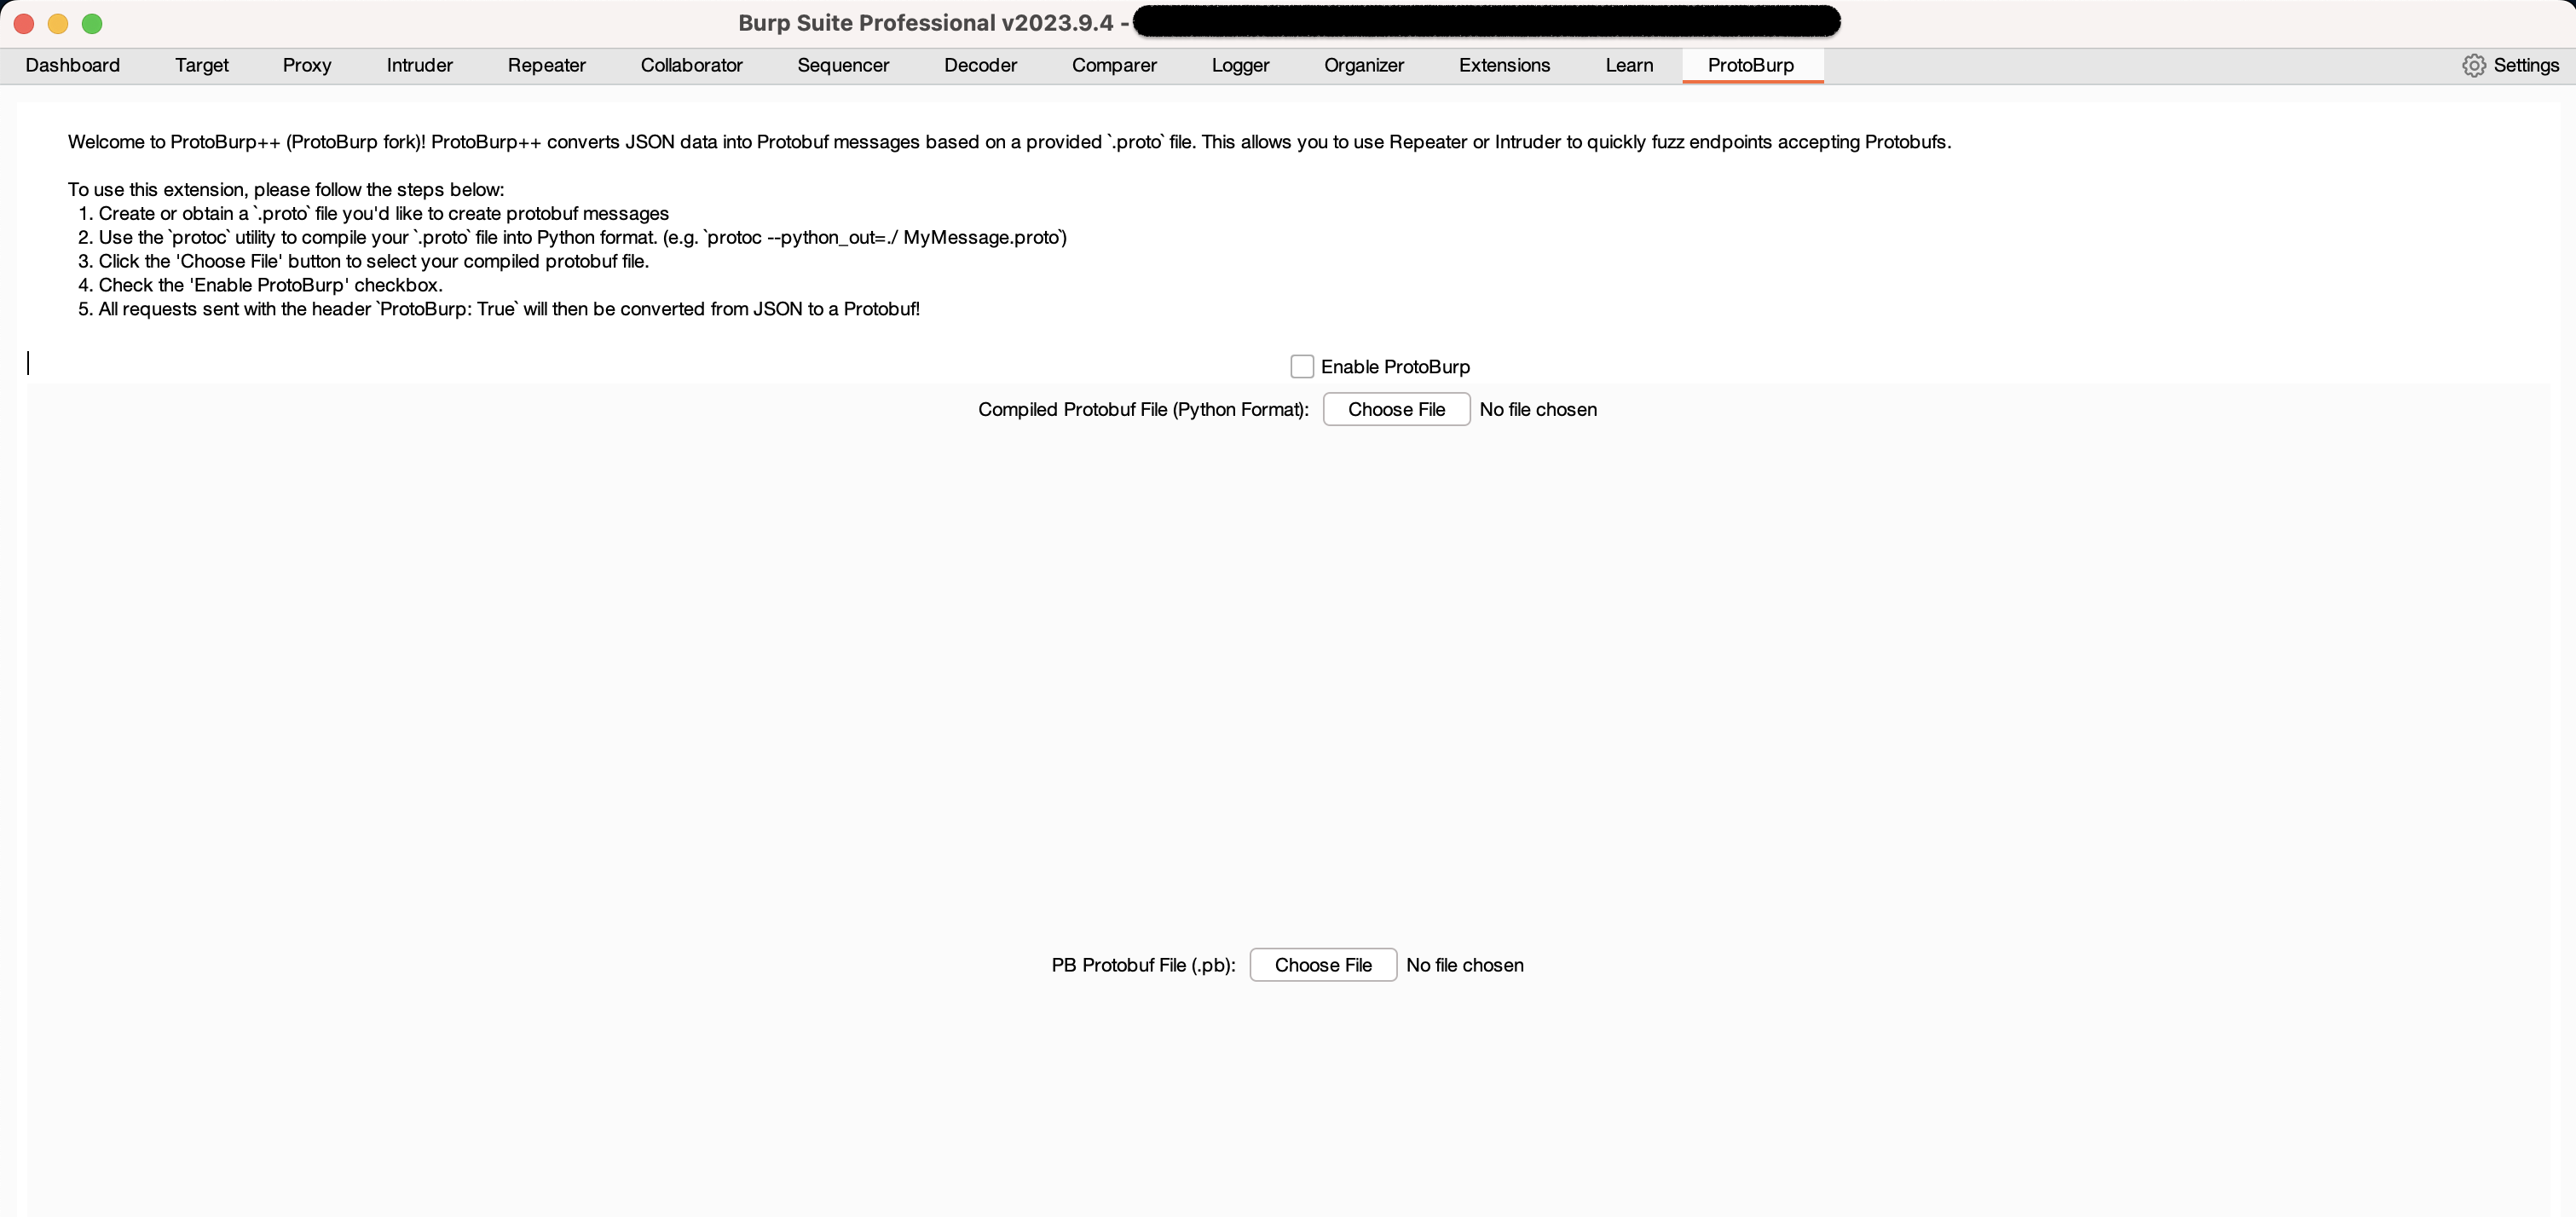 Burp Suite Professional v2023.9.4 -
Dashboard Target Proxy Intruder Repeater Collaborator Sequencer Decoder Comparer Logger Organizer Extensions Learn ProtoBurp Settings
Welcome to ProtoBurp++ (ProtoBurp fork)! ProtoBurp++ converts JSON data into Protobuf messages based on a provided `.proto` file. This allows you to use Repeater or Intruder to quickly fuzz endpoints accepting Protobufs.
To use this extension, please follow the steps below:
1. Create or obtain a `.proto` file you'd like to create protobuf messages
2. Use the `protoc` utility to compile your `.proto` file into Python format. (e.g. `protoc --python_out=./ MyMessage.proto`)
3. Click the 'Choose File' button to select your compiled protobuf file.
4. Check the 'Enable ProtoBurp' checkbox.
5. All requests sent with the header `ProtoBurp: True` will then be converted from JSON to a Protobuf!
Enable ProtoBurp
Compiled Protobuf File (Python Format): Choose File No file chosen
PB Protobuf File (.pb): Choose File No file chosen